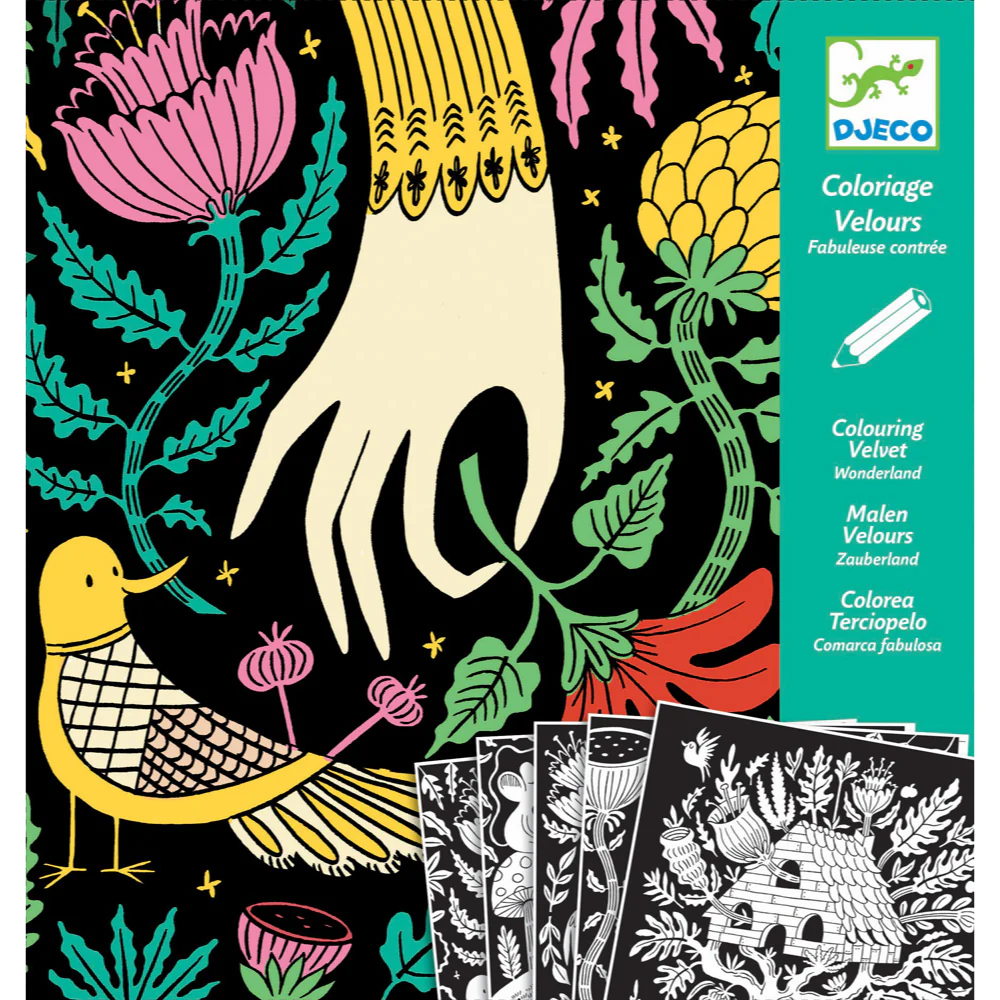 DJECO
Coloriage
Velours
Fabuleuse contrée
Colouring
Velvet
Wonderland
Malen
Velours
Zauberland
Colorea
Terciopelo
Comarca fabulosa